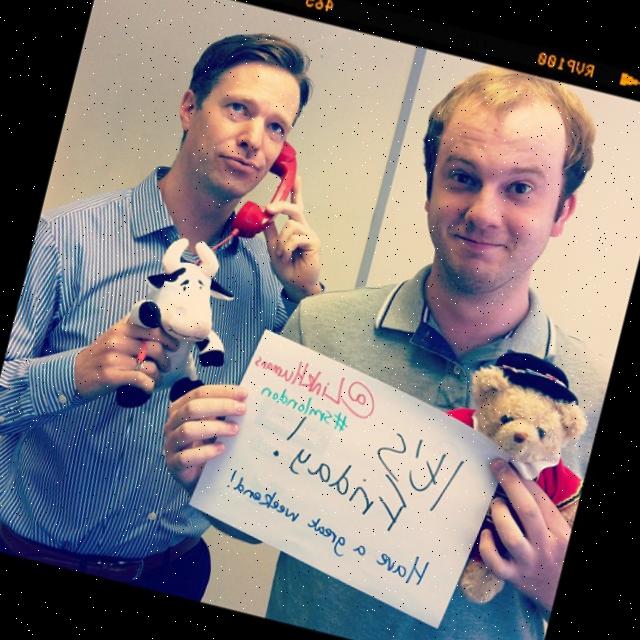 @LinkHumans
#smlondon
It's
Friday!
Have a great weekend!
RVP100